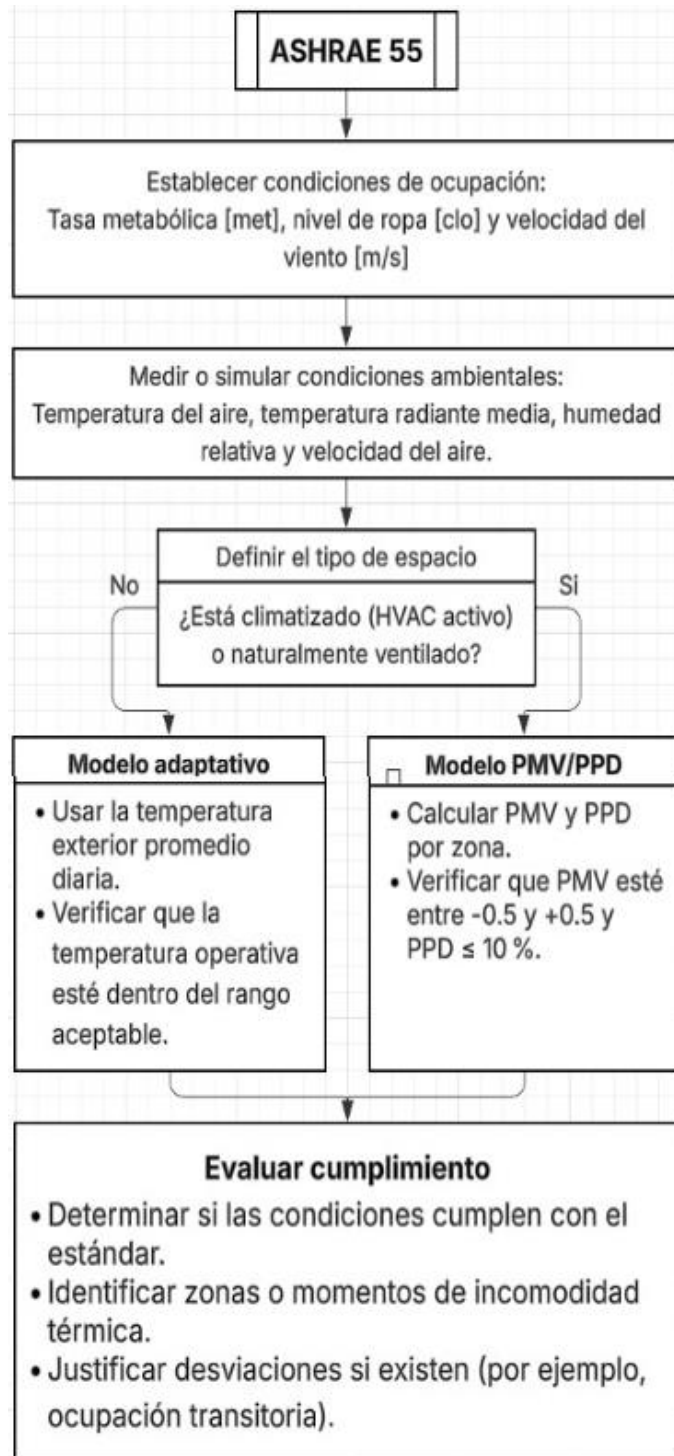 ASHRAE 55
Establecer condiciones de ocupación:
Tasa metabólica [met], nivel de ropa [clo] y velocidad del
viento [m/s]
Medir o simular condiciones ambientales:
Temperatura del aire, temperatura radiante media, humedad
relativa y velocidad del aire.
Definir el tipo de espacio
No
Si
¿Está climatizado (HVAC activo)
o naturalmente ventilado?
Modelo adaptativo
• Usar la temperatura
exterior promedio
diaria.
• Verificar que la
temperatura operativa
esté dentro del rango
aceptable.
Modelo PMV/PPD
• Calcular PMV y PPD
por zona.
• Verificar que PMV esté
entre -0.5 y +0.5 y
PPD ≤ 10 %.
Evaluar cumplimiento
• Determinar si las condiciones cumplen con el
estándar.
• Identificar zonas o momentos de incomodidad
térmica.
• Justificar desviaciones si existen (por ejemplo,
ocupación transitoria).